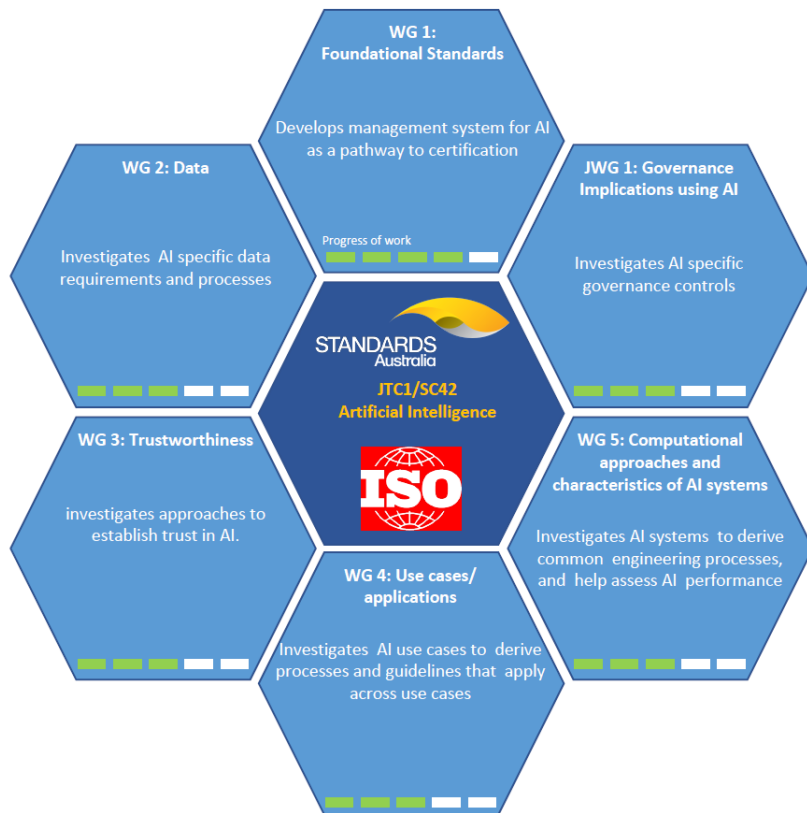 WG 1:
Foundational Standards
Develops management system for AI
as a pathway to certification
Progress of work
WG 2: Data
Investigates AI specific data
requirements and processes
JWG 1: Governance
Implications using AI
Investigates AI specific
governance controls
STANDARDS
Australia
JTC1/SC42
Artificial Intelligence
ISO
WG 3: Trustworthiness
investigates approaches to
establish trust in AI.
WG 5: Computational
approaches and
characteristics of AI systems
Investigates AI systems to derive
common engineering processes,
and help assess AI performance
WG 4: Use cases/
applications
Investigates AI use cases to derive
processes and guidelines that apply
across use cases